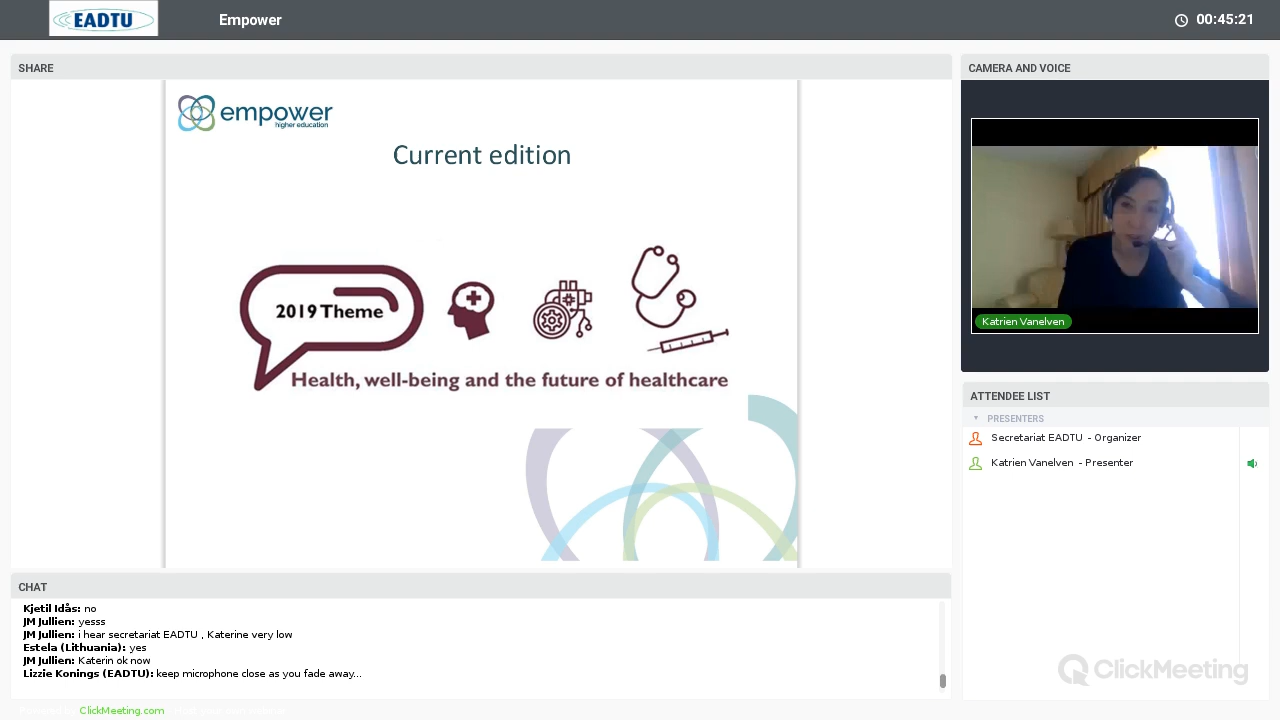 EADTU
Empower
00:45:21
SHARE
CAMERA AND VOICE
empower
higher education
Current edition
2019 Theme
Health, well-being and the future of healthcare
Katrien Vanelven
ATTENDEE LIST
PRESENTERS
Secretariat EADTU - Organizer
Katrien Vanelven - Presenter
CHAT
Kjetil Idås: no
JM Jullien: yesss
JM Jullien: i hear secretariat EADTU , Katerine very low
Estela (Lithuania): yes
JM Jullien: Katerin ok now
Lizzie Konings (EADTU): keep microphone close as you fade away...
ClickMeeting
ClickMeeting.com